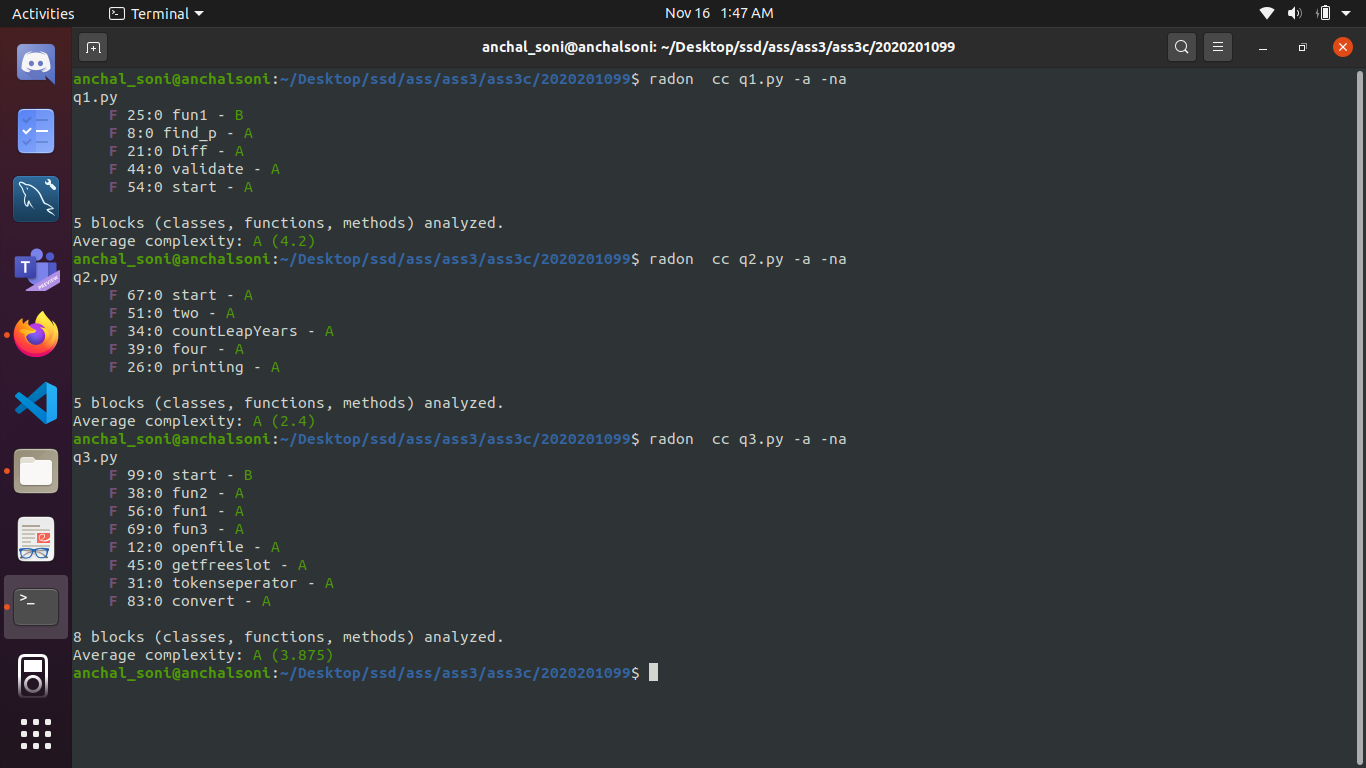 Activities Terminal Nov 16 1:47 AM
anchal_soni@anchalsoni: ~/Desktop/ssd/ass/ass3/ass3c/2020201099
anchal_soni@anchalsoni:~/Desktop/ssd/ass/ass3/ass3c/2020201099$ radon  cc q1.py -a -na
q1.py
    F 25:0 fun1 - B
    F 8:0 find_p - A
    F 21:0 Diff - A
    F 44:0 validate - A
    F 54:0 start - A
5 blocks (classes, functions, methods) analyzed.
Average complexity: A (4.2)
anchal_soni@anchalsoni:~/Desktop/ssd/ass/ass3/ass3c/2020201099$ radon  cc q2.py -a -na
q2.py
    F 67:0 start - A
    F 51:0 two - A
    F 34:0 countLeapYears - A
    F 39:0 four - A
    F 26:0 printing - A
5 blocks (classes, functions, methods) analyzed.
Average complexity: A (2.4)
anchal_soni@anchalsoni:~/Desktop/ssd/ass/ass3/ass3c/2020201099$ radon  cc q3.py -a -na
q3.py
    F 99:0 start - B
    F 38:0 fun2 - A
    F 56:0 fun1 - A
    F 69:0 fun3 - A
    F 12:0 openfile - A
    F 45:0 getfreeslot - A
    F 31:0 tokenseperator - A
    F 83:0 convert - A
8 blocks (classes, functions, methods) analyzed.
Average complexity: A (3.875)
anchal_soni@anchalsoni:~/Desktop/ssd/ass/ass3/ass3c/2020201099$